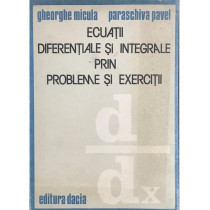 gheorghe micula paraschiva pavel
ECUAȚII
DIFERENȚIALE ȘI INTEGRALE
PRIN
PROBLEME ȘI EXERCIȚII
d
dx
editura dacia